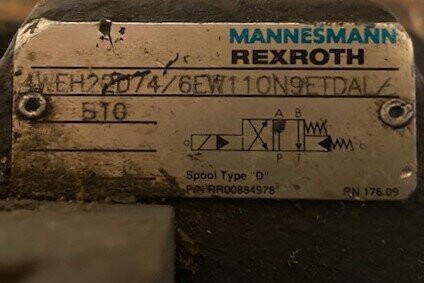 MANNESMANN
REXROTH
4WEH22D74/6EW110N9ETDAL/
B10
A B
a b
P T
Spool Type "D"
P/N RR00884978 PN 176.09